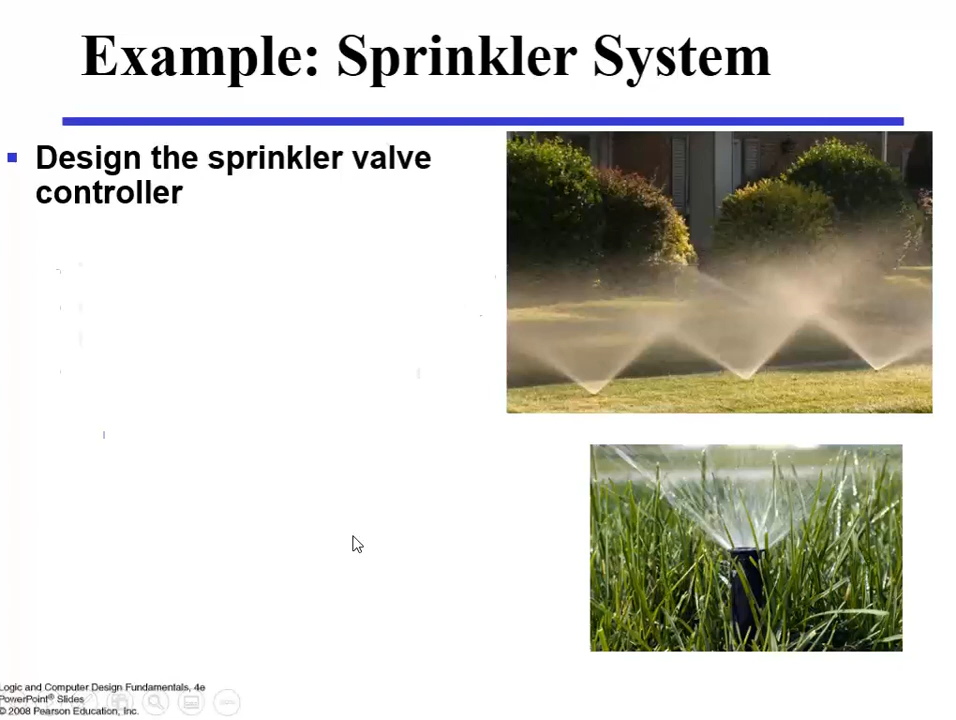 Example: Sprinkler System
Design the sprinkler valve
controller
Logic and Computer Design Fundamentals, 4e
PowerPoint® Slides
© 2008 Pearson Education, Inc.